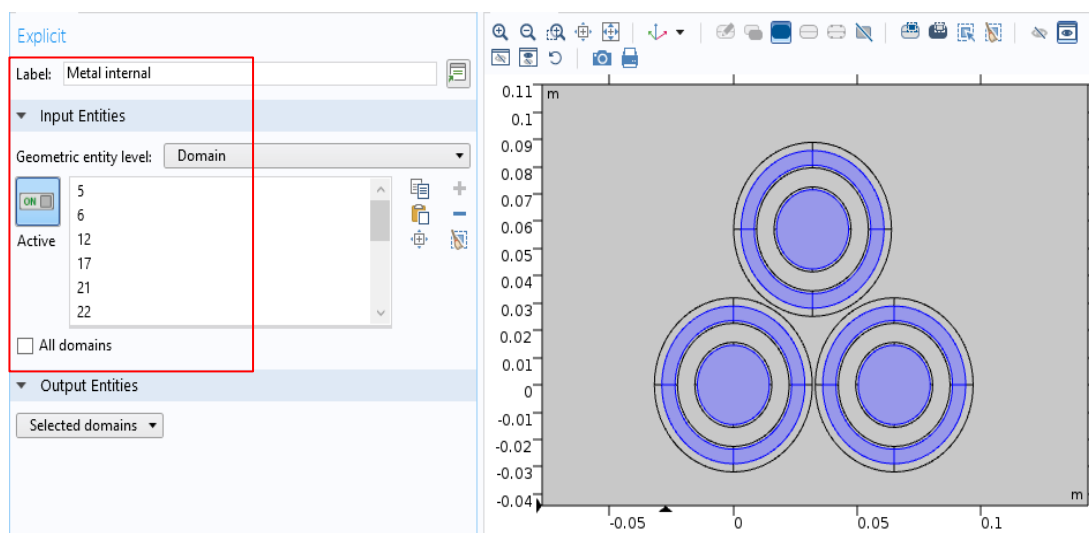 Explicit
Label: Metal internal
Input Entities
Geometric entity level: Domain
ON
Active
5
6
12
17
21
22
All domains
Output Entities
Selected domains
m
0.11
0.1
0.09
0.08
0.07
0.06
0.05
0.04
0.03
0.02
0.01
0
-0.01
-0.02
-0.03
-0.04
m
-0.05
0
0.05
0.1